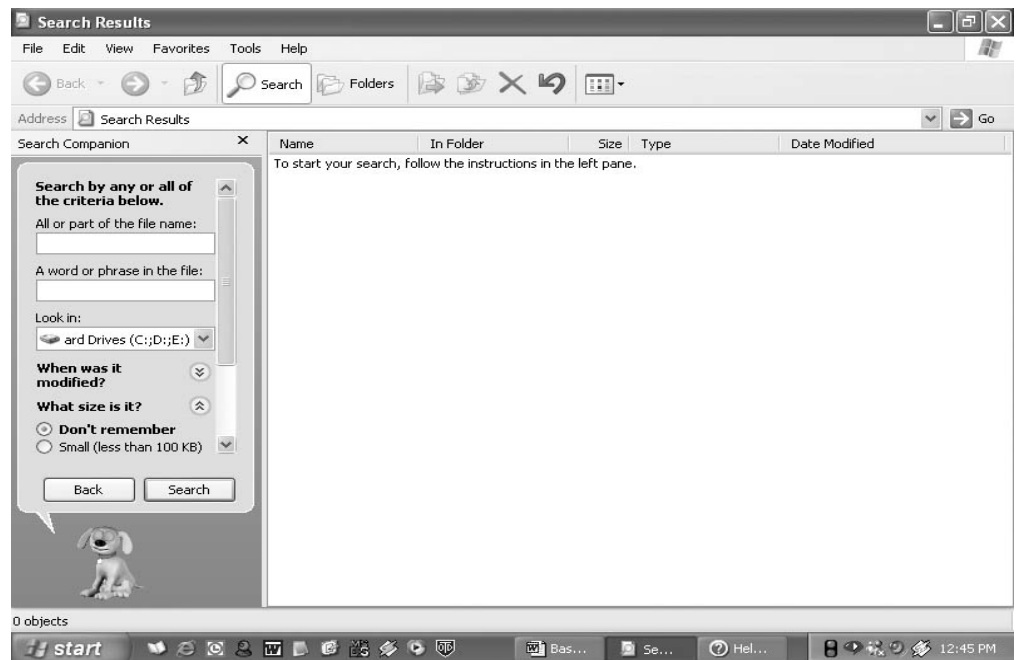 Search Results
File Edit View Favorites Tools Help
Back Search Folders
Address Search Results Go
Search Companion
Name In Folder Size Type Date Modified
To start your search, follow the instructions in the left pane.
Search by any or all of
the criteria below.
All or part of the file name:
A word or phrase in the file:
Look in:
ard Drives (C:;D:;E:)
When was it
modified?
What size is it?
Don't remember
Small (less than 100 KB)
Back Search
0 objects
start W Bas... Se... Hel... 12:45 PM